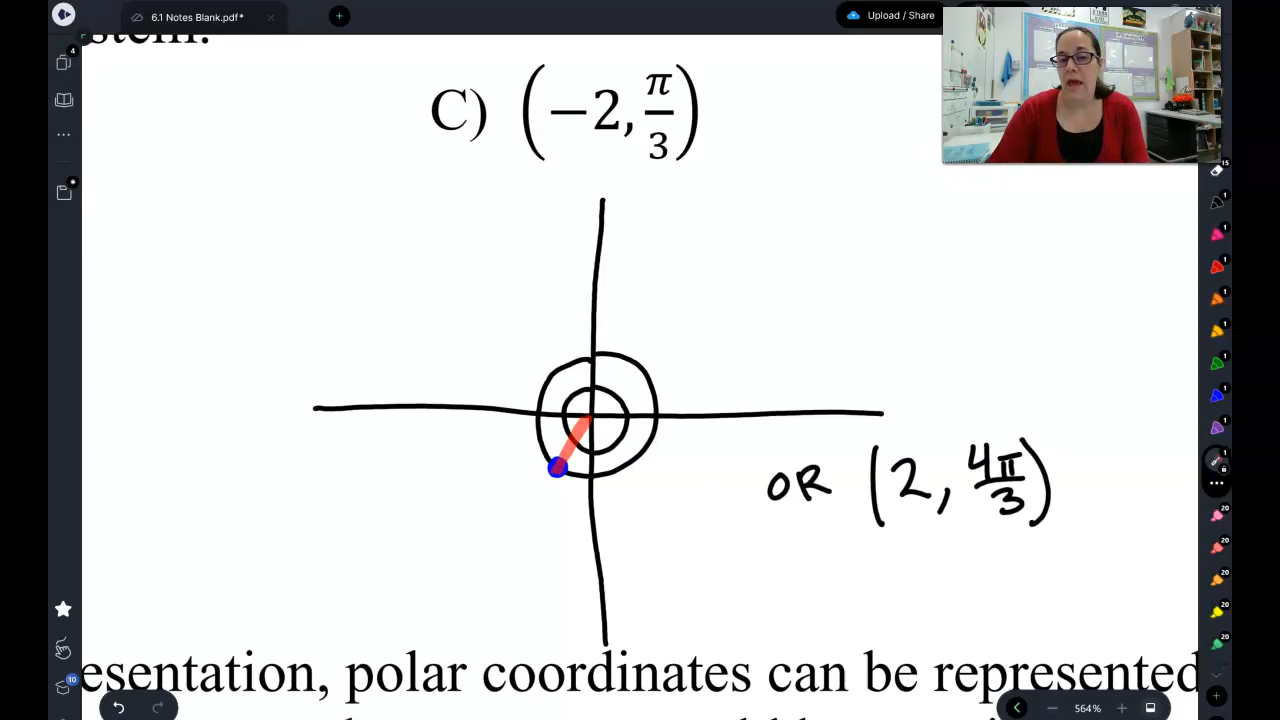 6.1 Notes Blank.pdf*
Upload / Share
stem.
C) (−2, π/3)
OR (2, 4π/3)
esentation, polar coordinates can be represented
564%